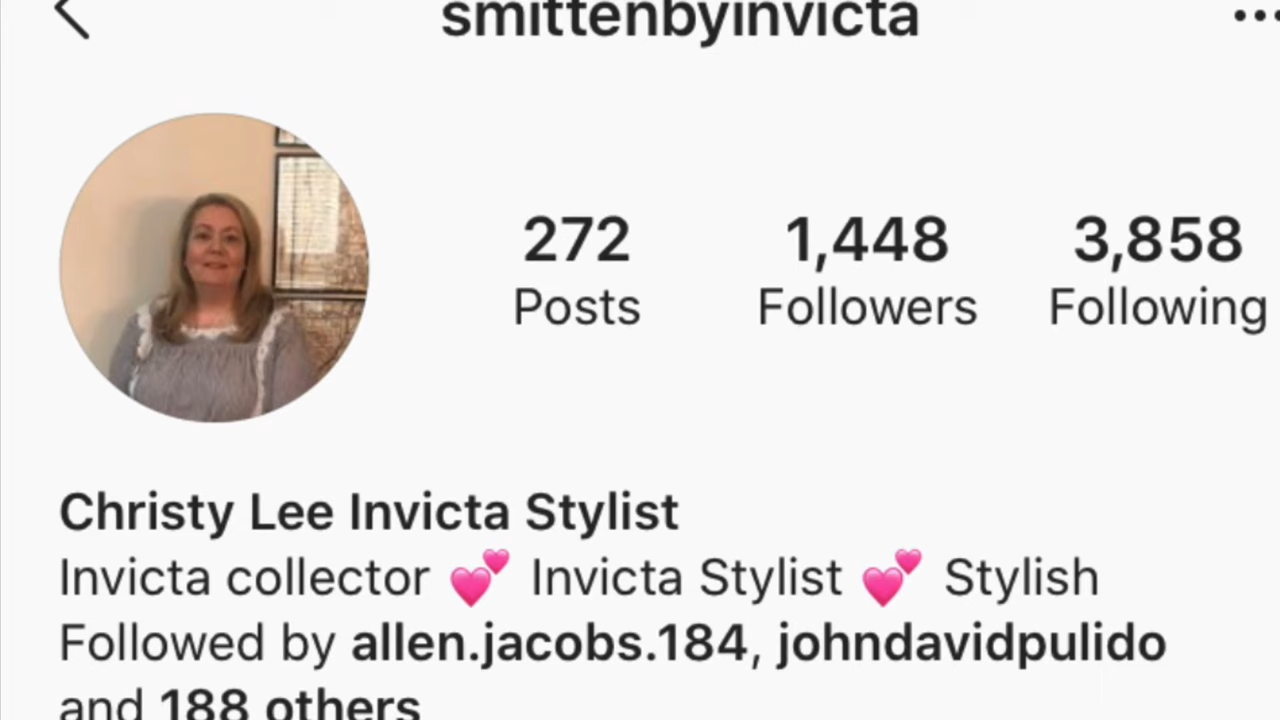 smittenbyinvicta
272 1,448 3,858
Posts Followers Following
Christy Lee Invicta Stylist
Invicta collector 💕 Invicta Stylist 💕 Stylish
Followed by allen.jacobs.184, johndavidpulido
and 188 others